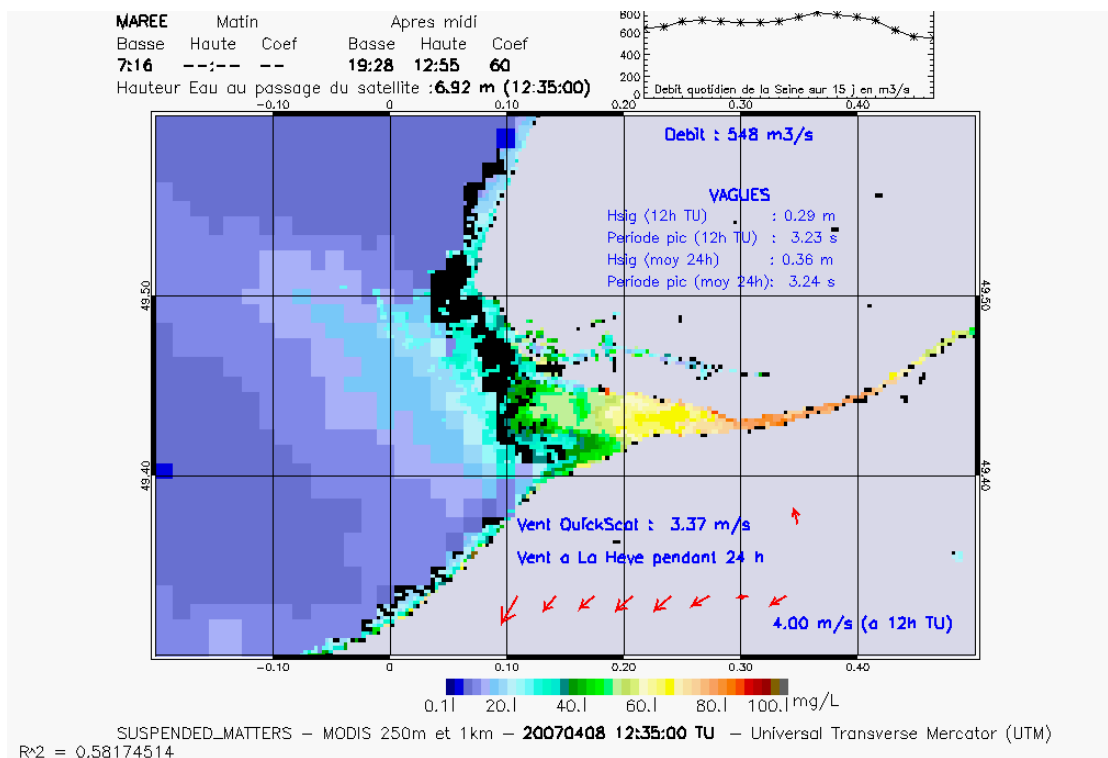 MAREE Matin Apres midi
Basse Haute Coef Basse Haute Coef
7:16 --:-- -- 19:28 12:55 60
Hauteur Eau au passage du satellite : 6.92 m (12:35:00)
800
600
400
200
0
Debit quotidien de la Seine sur 15 j en m3/s
-0.10 0 0.10 0.20 0.30 0.40
Debit : 548 m3/s
VAGUES
Hsig (12h TU) : 0.29 m
Periode pic (12h TU) : 3.23 s
Hsig (moy 24h) : 0.36 m
Periode pic (moy 24h): 3.24 s
49.50 49.50
49.40 49.40
Vent QuickScat : 3.37 m/s
Vent a La Heve pendant 24 h
4.00 m/s (a 12h TU)
-0.10 0 0.10 0.20 0.30 0.40
0.1| 20.| 40.| 60.| 80.| 100.| mg/L
SUSPENDED_MATTERS - MODIS 250m et 1km - 20070408 12:35:00 TU - Universal Transverse Mercator (UTM)
R^2 = 0.58174514